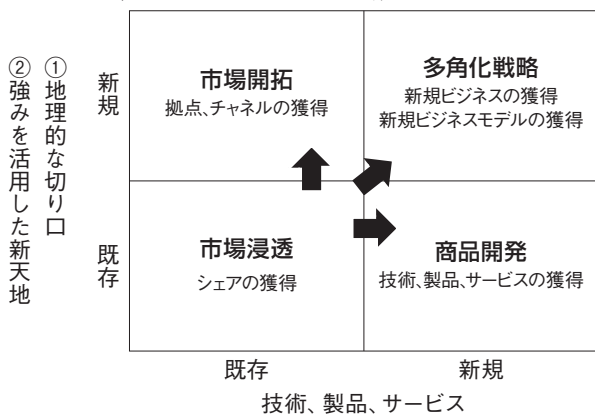 ①地理的な切り口
②強みを活用した新天地
新規
市場開拓
拠点、チャネルの獲得
多角化戦略
新規ビジネスの獲得
新規ビジネスモデルの獲得
既存
市場浸透
シェアの獲得
商品開発
技術、製品、サービスの獲得
既存
新規
技術、製品、サービス